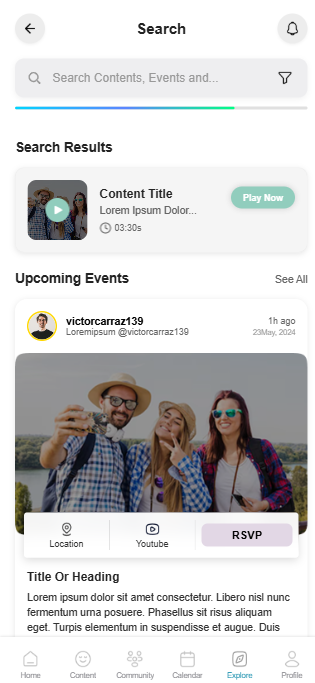 Search
Search Contents, Events and...
Search Results
Content Title
Lorem Ipsum Dolor...
03:30s
Play Now
Upcoming Events
See All
victorcarraz139
Loremipsum @victorcarraz139
1h ago
23May, 2024
Location
Youtube
RSVP
Title Or Heading
Lorem ipsum dolor sit amet consectetur. Libero nisl nunc
fermentum urna posuere. Phasellus sit risus aliquam
eget. Turpis elementum in suspendisse et augue. Duis
Home
Content
Community
Calendar
Explore
Profile